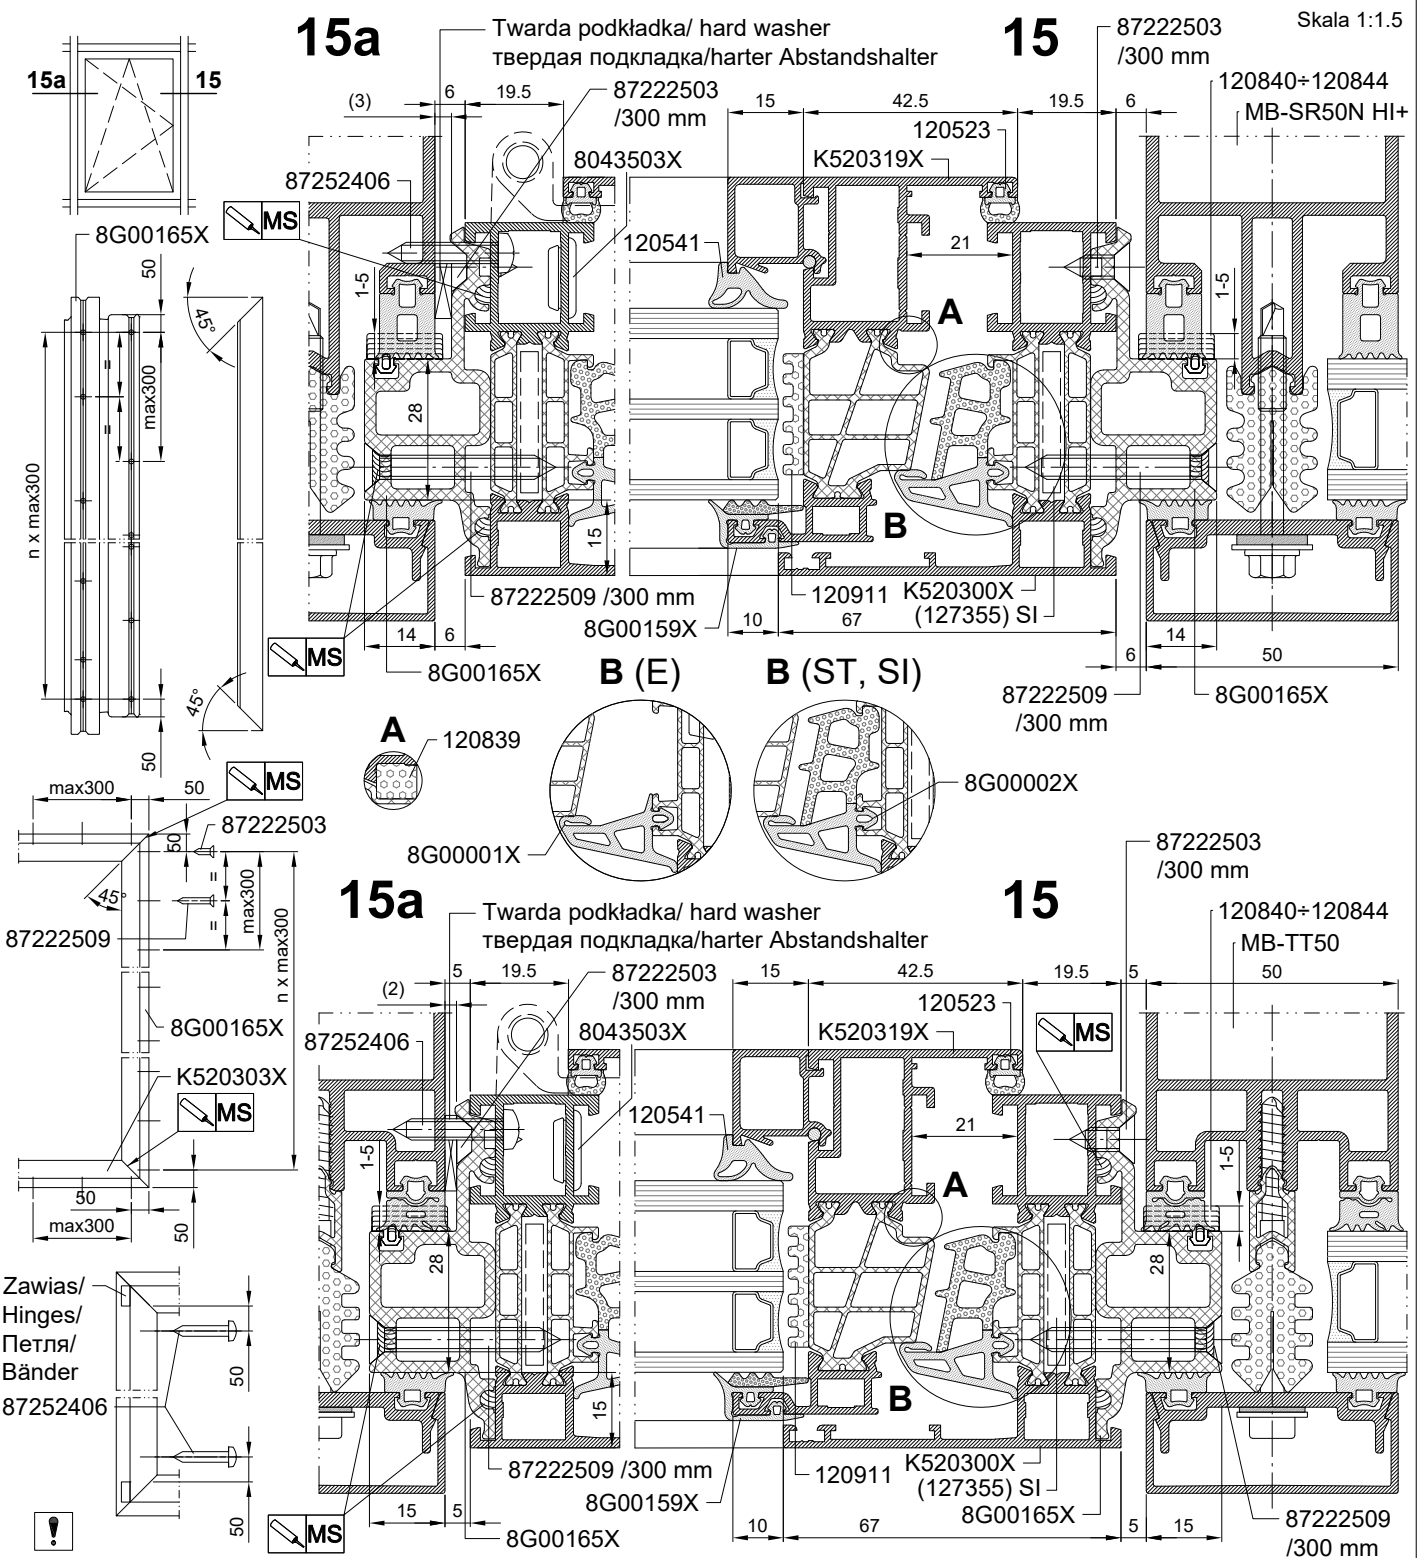 15a
Twarda podkładka/ hard washer
твердая подкладка/harter Abstandshalter
15
87222503
/300 mm
Skala 1:1.5
15a
15
(3)
6
19.5
87222503
/300 mm
15
42.5
19.5
6
120840÷120844
MB-SR50N HI+
120523
8043503X
K520319X
87252406
MS
8G00165X
120541
21
50
45°
1-5
1-5
A
=
=
max300
28
n x max300
B
15
87222509 /300 mm
120911
K520300X
(127355) SI
8G00159X
10
67
MS
14
6
14
6
50
8G00165X
87222509
/300 mm
8G00165X
45°
50
B (E)
B (ST, SI)
A
120839
MS
max300
50
8G00002X
87222503
50
8G00001X
87222503
/300 mm
=
=
max300
45°
15a
Twarda podkładka/ hard washer
твердая подкладка/harter Abstandshalter
15
120840÷120844
MB-TT50
87222509
n x max300
(2)
5
19.5
87222503
/300 mm
15
42.5
19.5
5
50
120523
8G00165X
87252406
8043503X
K520319X
MS
K520303X
MS
120541
21
1-5
1-5
A
50
max300
50
28
28
Zawias/
Hinges/
Петля/
Bänder
50
87252406
B
15
87222509 /300 mm
120911
K520300X
(127355) SI
8G00159X
8G00165X
50
MS
15
5
8G00165X
10
67
5
15
87222509
/300 mm
!